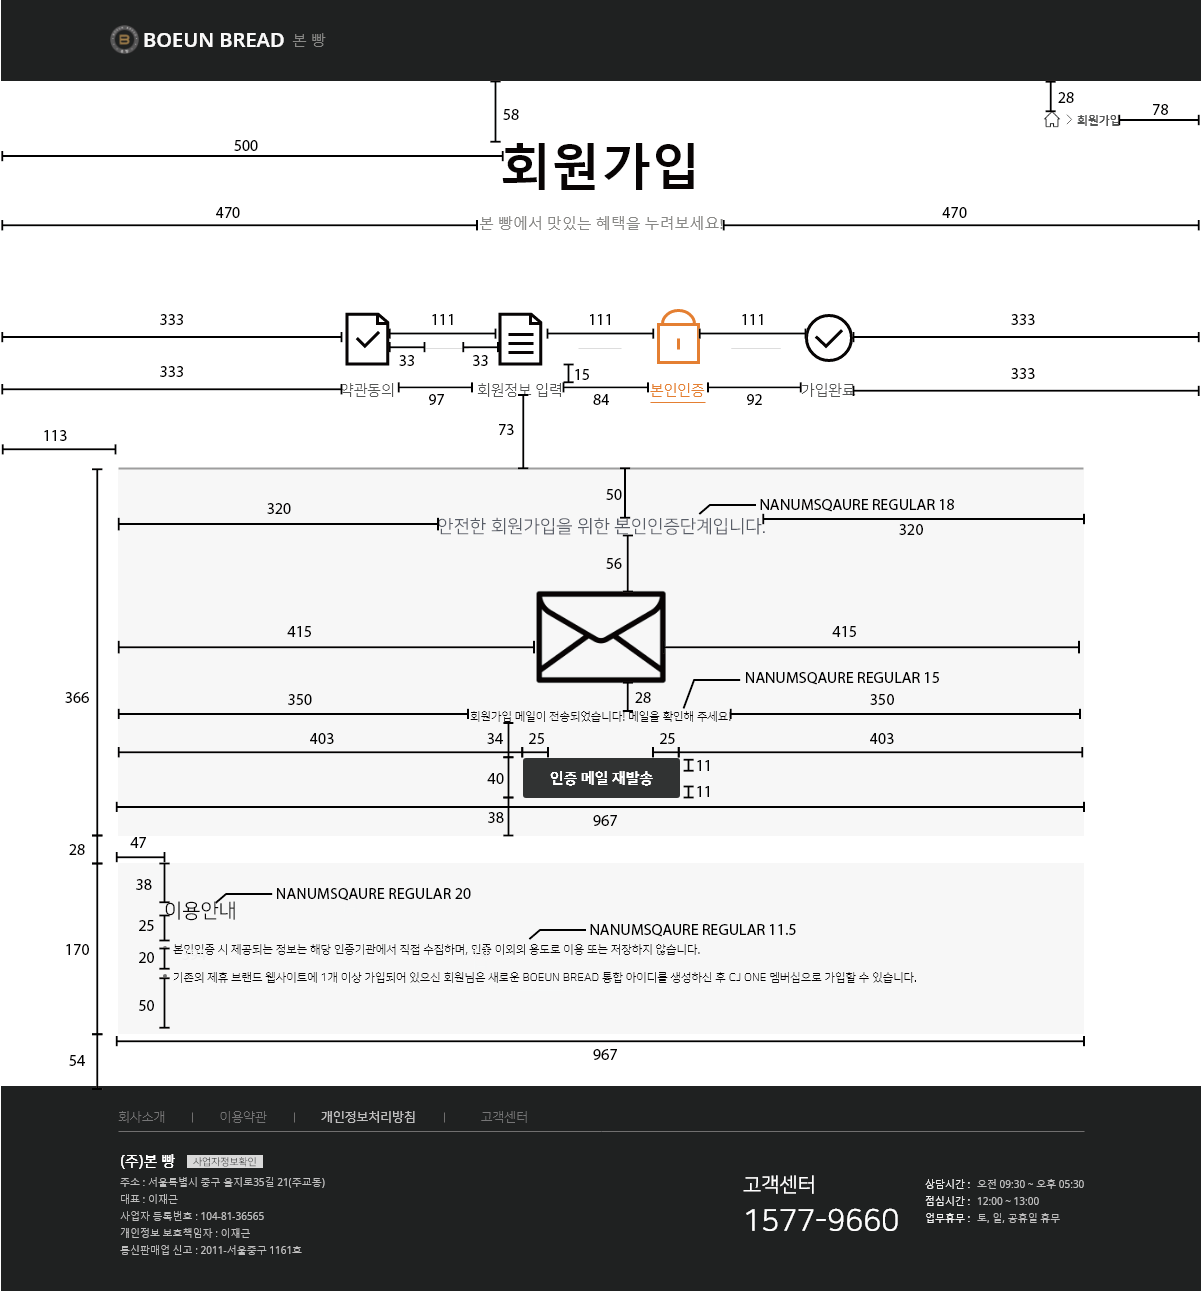 BOEUN BREAD 본 빵
58
28
78
회원가입
500
회원가입
470
본 빵에서 맛있는 혜택을 누려보세요!
470
333
111
111
111
333
33
33
15
333
약관동의
97
회원정보 입력
84
본인인증
92
가입완료
333
73
113
50
NANUMSQAURE REGULAR 18
320
안전한 회원가입을 위한 본인인증단계입니다.
320
56
415
415
366
NANUMSQAURE REGULAR 15
350
28
350
회원가입 메일이 전송되었습니다! 메일을 확인해 주세요!
403
34
25
25
403
40
인증 메일 재발송
11
11
38
967
28
47
38
NANUMSQAURE REGULAR 20
이용안내
25
NANUMSQAURE REGULAR 11.5
170
20
본인인증 시 제공되는 정보는 해당 인증기관에서 직접 수집하며, 인증 이외의 용도로 이용 또는 저장하지 않습니다.
기존의 제휴 브랜드 웹사이트에 1개 이상 가입되어 있으신 회원님은 새로운 BOEUN BREAD 통합 아이디를 생성하신 후 CJ ONE 멤버십으로 가입할 수 있습니다.
50
967
54
회사소개 | 이용약관 | 개인정보처리방침 | 고객센터
(주)본 빵 사업자정보확인
주소 : 서울특별시 중구 을지로35길 21(주교동)
대표 : 이재근
사업자 등록번호 : 104-81-36565
개인정보 보호책임자 : 이재근
통신판매업 신고 : 2011-서울중구 1161호
고객센터
1577-9660
상담시간 : 오전 09:30 ~ 오후 05:30
점심시간 : 12:00 ~ 13:00
업무휴무 : 토, 일, 공휴일 휴무